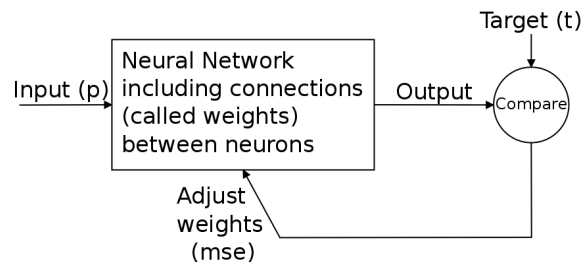 Target (t)
Neural Network
including connections
(called weights)
between neurons
Input (p)
Output
Compare
Adjust
weights
(mse)